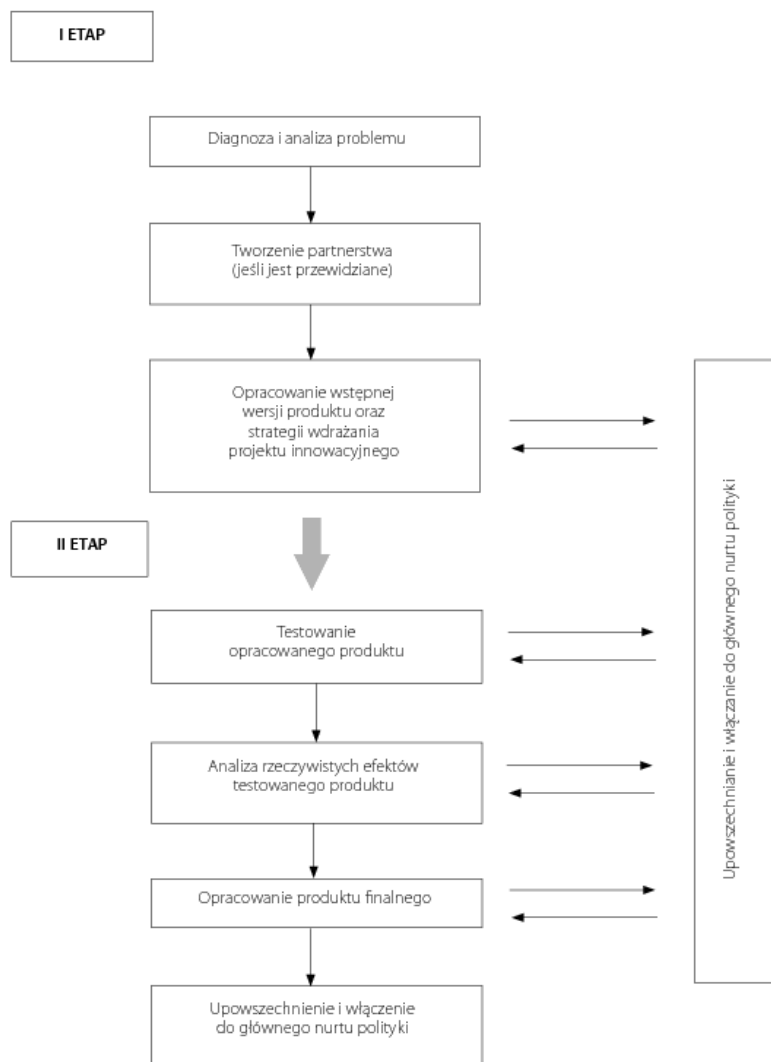 I ETAP
Diagnoza i analiza problemu
Tworzenie partnerstwa
(jeśli jest przewidziane)
Opracowanie wstępnej
wersji produktu oraz
strategii wdrażania
projektu innowacyjnego
II ETAP
Testowanie
opracowanego produktu
Analiza rzeczywistych efektów
testowanego produktu
Opracowanie produktu finalnego
Upowszechnienie i włączenie
do głównego nurtu polityki
Upowszechnianie i włączanie do głównego nurtu polityki